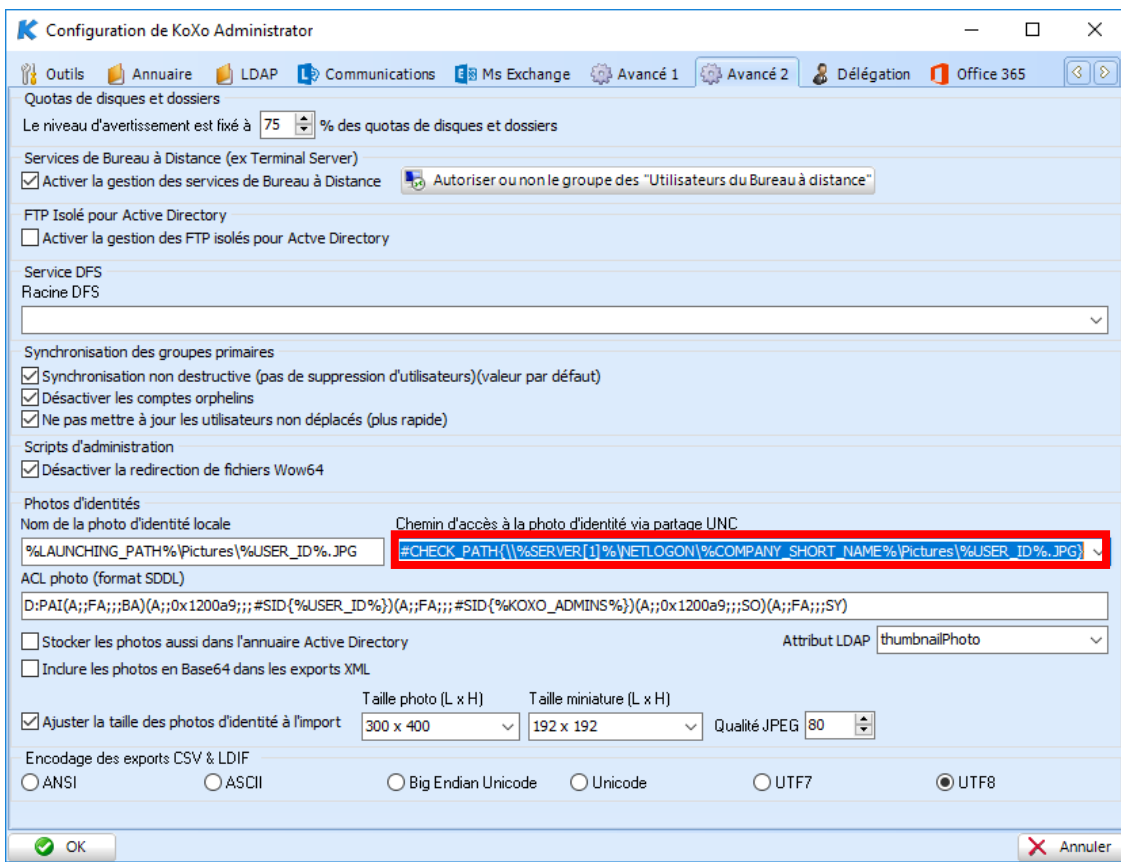 Configuration de KoXo Administrator
Outils Annuaire LDAP Communications Ms Exchange Avancé 1 Avancé 2 Délégation Office 365
Quotas de disques et dossiers
Le niveau d'avertissement est fixé à 75 % des quotas de disques et dossiers
Services de Bureau à Distance (ex Terminal Server)
Activer la gestion des services de Bureau à Distance Autoriser ou non le groupe des "Utilisateurs du Bureau à distance"
FTP Isolé pour Active Directory
Activer la gestion des FTP isolés pour Actve Directory
Service DFS
Racine DFS
Synchronisation des groupes primaires
Synchronisation non destructive (pas de suppression d'utilisateurs)(valeur par défaut)
Désactiver les comptes orphelins
Ne pas mettre à jour les utilisateurs non déplacés (plus rapide)
Scripts d'administration
Désactiver la redirection de fichiers Wow64
Photos d'identités
Nom de la photo d'identité locale Chemin d'accès à la photo d'identité via partage UNC
%LAUNCHING_PATH%\Pictures\%USER_ID%.JPG #CHECK_PATH{\\%SERVER[1]%\NETLOGON\%COMPANY_SHORT_NAME%\Pictures\%USER_ID%.JPG}
ACL photo (format SDDL)
D:PAI(A;;FA;;;BA)(A;;0x1200a9;;;#SID{%USER_ID%})(A;;FA;;;#SID{%KOXO_ADMINS%})(A;;0x1200a9;;;SO)(A;;FA;;;SY)
Stocker les photos aussi dans l'annuaire Active Directory Attribut LDAP thumbnailPhoto
Inclure les photos en Base64 dans les exports XML
Taille photo (L x H) Taille miniature (L x H)
Ajuster la taille des photos d'identité à l'import 300 x 400 192 x 192 Qualité JPEG 80
Encodage des exports CSV & LDIF
ANSI ASCII Big Endian Unicode Unicode UTF7 UTF8
OK Annuler